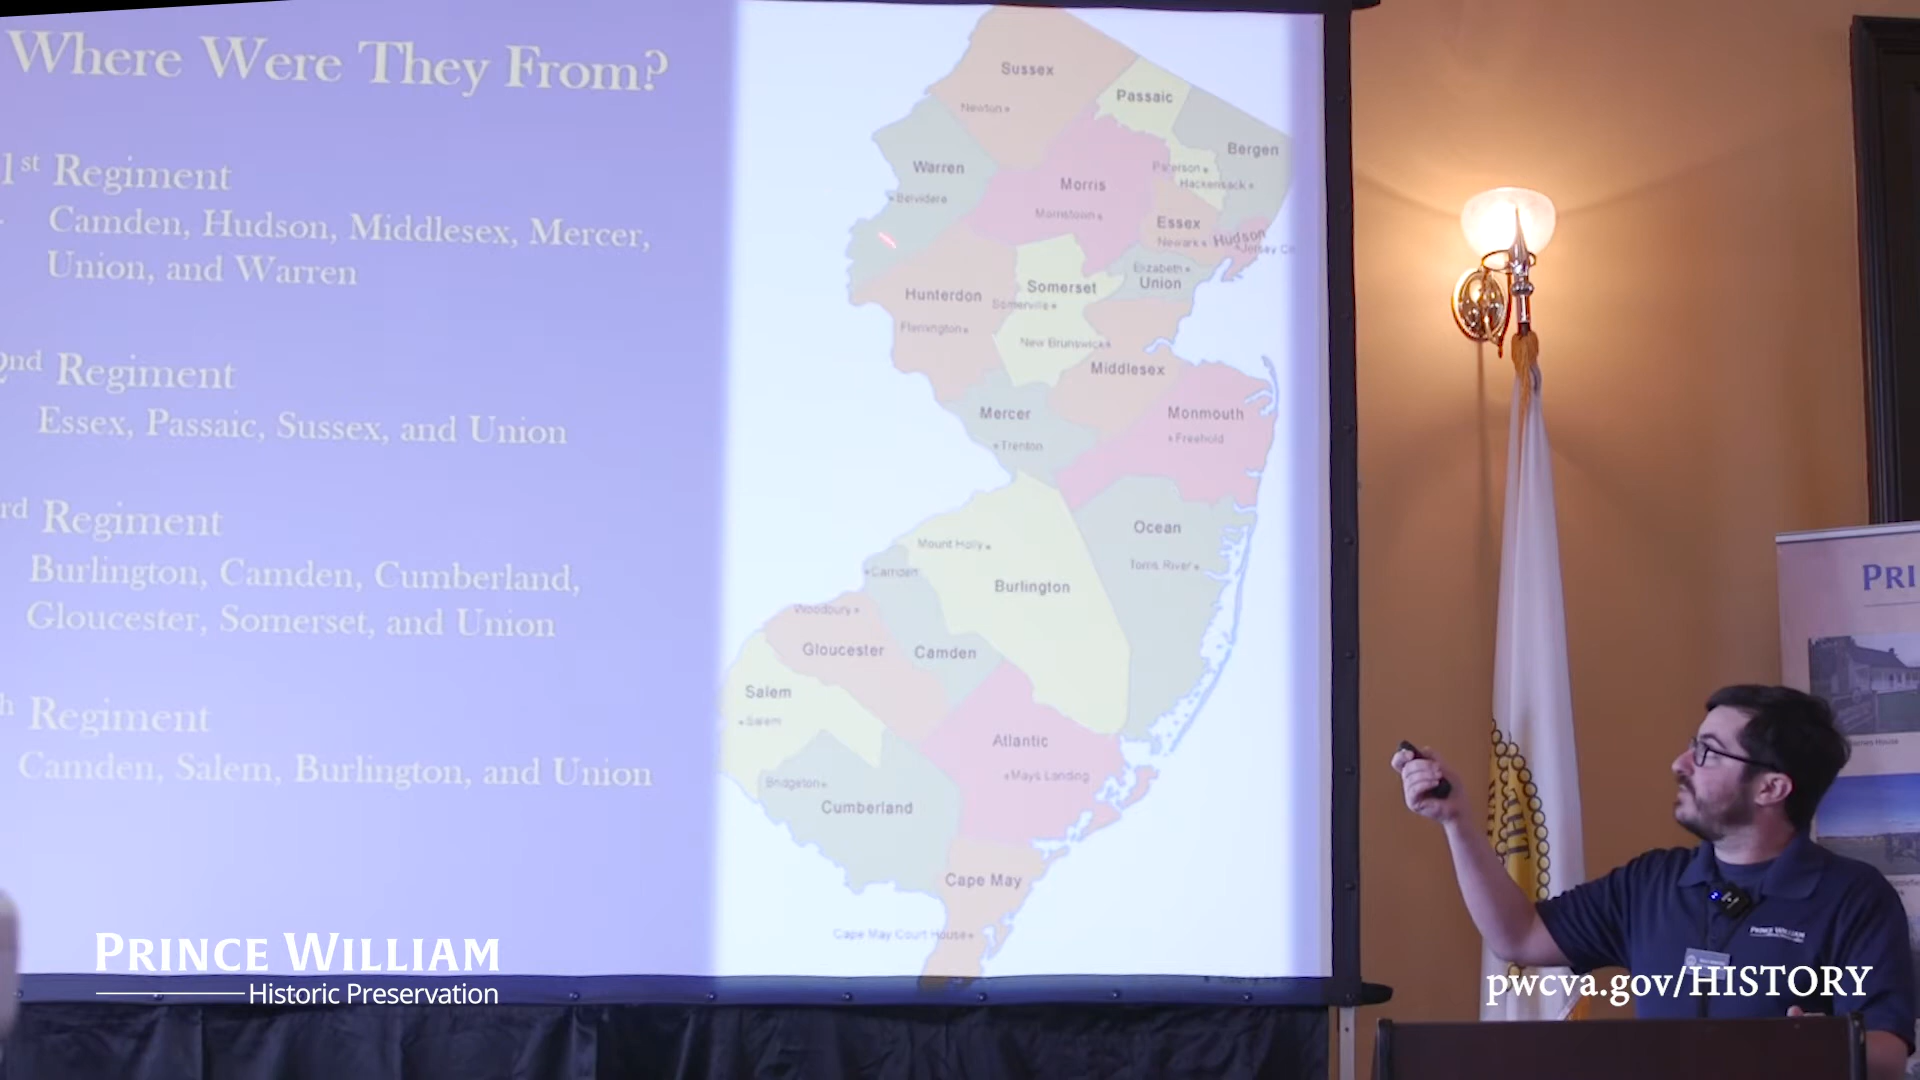 Where Were They From?
1st Regiment
Camden, Hudson, Middlesex, Mercer,
Union, and Warren
2nd Regiment
Essex, Passaic, Sussex, and Union
rd Regiment
Burlington, Camden, Cumberland,
Gloucester, Somerset, and Union
h Regiment
Camden, Salem, Burlington, and Union
Sussex
Newton
Passaic
Bergen
Warren
Belvidere
Morris
Morristown
Paterson
Hackensack
Essex
Newark
Hudson
Jersey Ce
Elizabeth
Union
Hunterdon
Flemington
Somerset
Somerville
New Brunswick
Middlesex
Mercer
Trenton
Monmouth
Freehold
Ocean
Toms River
Mount Holly
Burlington
Camden
Woodbury
Gloucester
Camden
Salem
Salem
Atlantic
Mays Landing
Bridgeton
Cumberland
Cape May
Cape May Court House
PRI
PRINCE WILLIAM
PRINCE WILLIAM
Historic Preservation
pwcva.gov/HISTORY